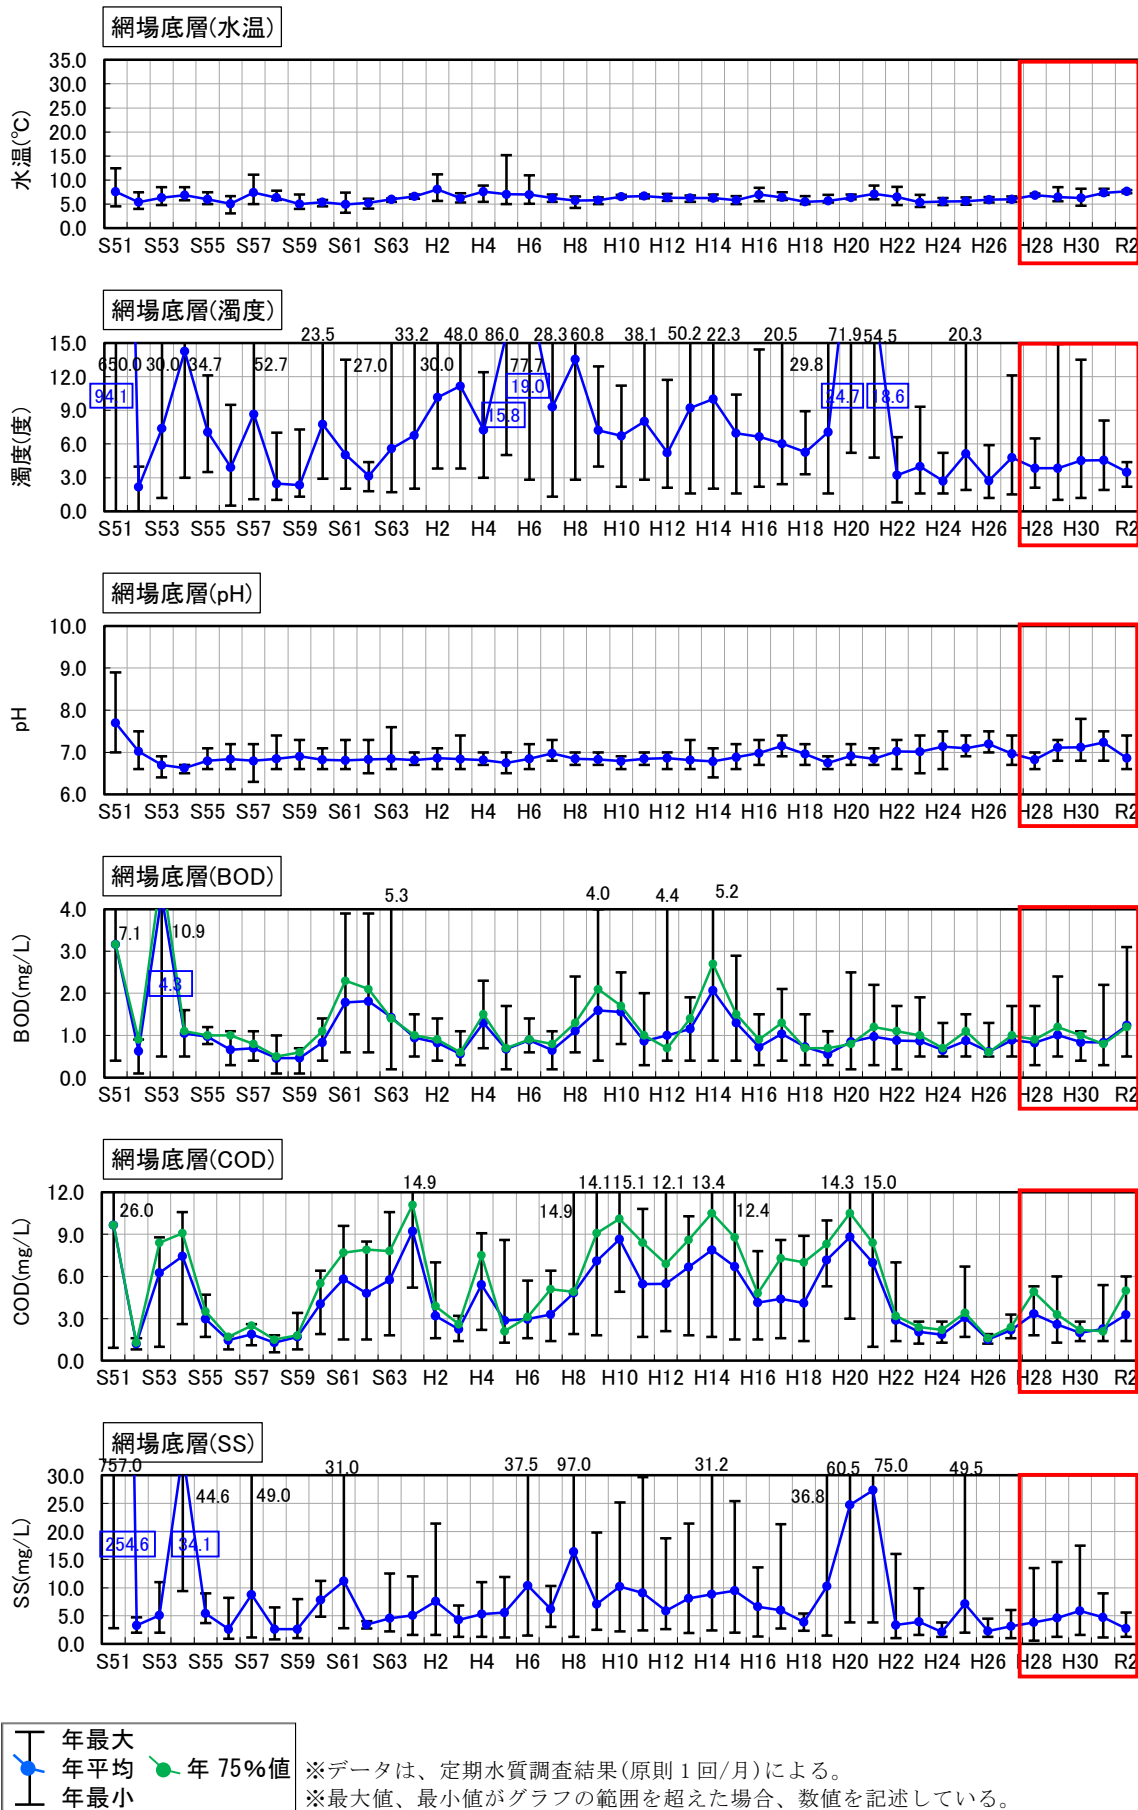 網場底層(水温)
水温(℃)
35.0
30.0
25.0
20.0
15.0
10.0
5.0
0.0
S51 S53 S55 S57 S59 S61 S63 H2 H4 H6 H8 H10 H12 H14 H16 H18 H20 H22 H24 H26 H28 H30 R2
網場底層(濁度)
濁度(度)
23.5 33.2 48.0 86.0 28.3 60.8 38.1 50.2 22.3 20.5 71.9 54.5 20.3
15.0
650.0 30.0 34.7 52.7 27.0 30.0 77.7 29.8
12.0
94.1 19.0 24.7 18.6
9.0
15.8
6.0
3.0
0.0
S51 S53 S55 S57 S59 S61 S63 H2 H4 H6 H8 H10 H12 H14 H16 H18 H20 H22 H24 H26 H28 H30 R2
網場底層(pH)
pH
10.0
9.0
8.0
7.0
6.0
S51 S53 S55 S57 S59 S61 S63 H2 H4 H6 H8 H10 H12 H14 H16 H18 H20 H22 H24 H26 H28 H30 R2
網場底層(BOD)
BOD(mg/L)
5.3 4.0 4.4 5.2
4.0
7.1 10.9
3.0
4.3
2.0
1.0
0.0
S51 S53 S55 S57 S59 S61 S63 H2 H4 H6 H8 H10 H12 H14 H16 H18 H20 H22 H24 H26 H28 H30 R2
網場底層(COD)
COD(mg/L)
14.9 14.1 15.1 12.1 13.4 14.3 15.0
12.0
26.0 14.9 12.4
9.0
6.0
3.0
0.0
S51 S53 S55 S57 S59 S61 S63 H2 H4 H6 H8 H10 H12 H14 H16 H18 H20 H22 H24 H26 H28 H30 R2
網場底層(SS)
SS(mg/L)
757.0 31.0 37.5 97.0 31.2 60.5 75.0 49.5
30.0
44.6 49.0 36.8
25.0
20.0
254.6 34.1
15.0
10.0
5.0
0.0
S51 S53 S55 S57 S59 S61 S63 H2 H4 H6 H8 H10 H12 H14 H16 H18 H20 H22 H24 H26 H28 H30 R2
年最大
年平均 年 75%値
年最小
※データは、定期水質調査結果(原則 1 回/月)による。
※最大値、最小値がグラフの範囲を超えた場合、数値を記述している。